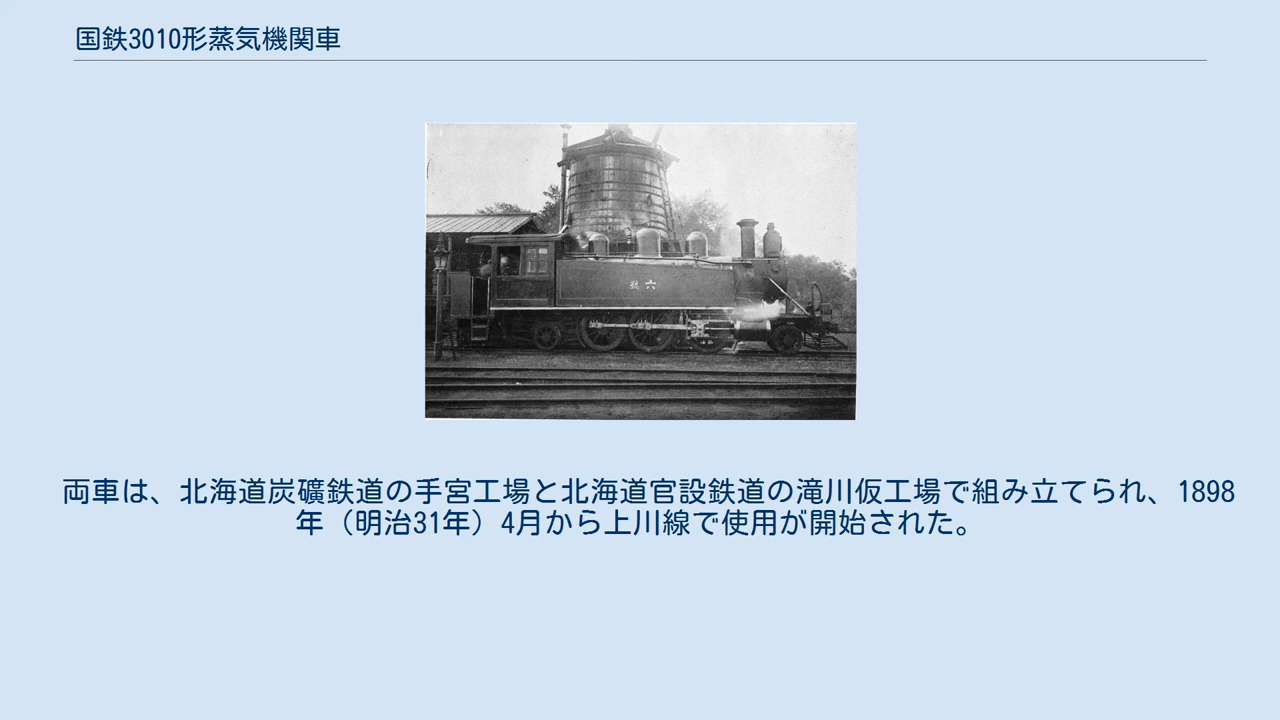 国鉄3010形蒸気機関車
号六
両車は、北海道炭礦鉄道の手宮工場と北海道官設鉄道の滝川仮工場で組み立てられ、1898
年（明治31年）4月から上川線で使用が開始された。